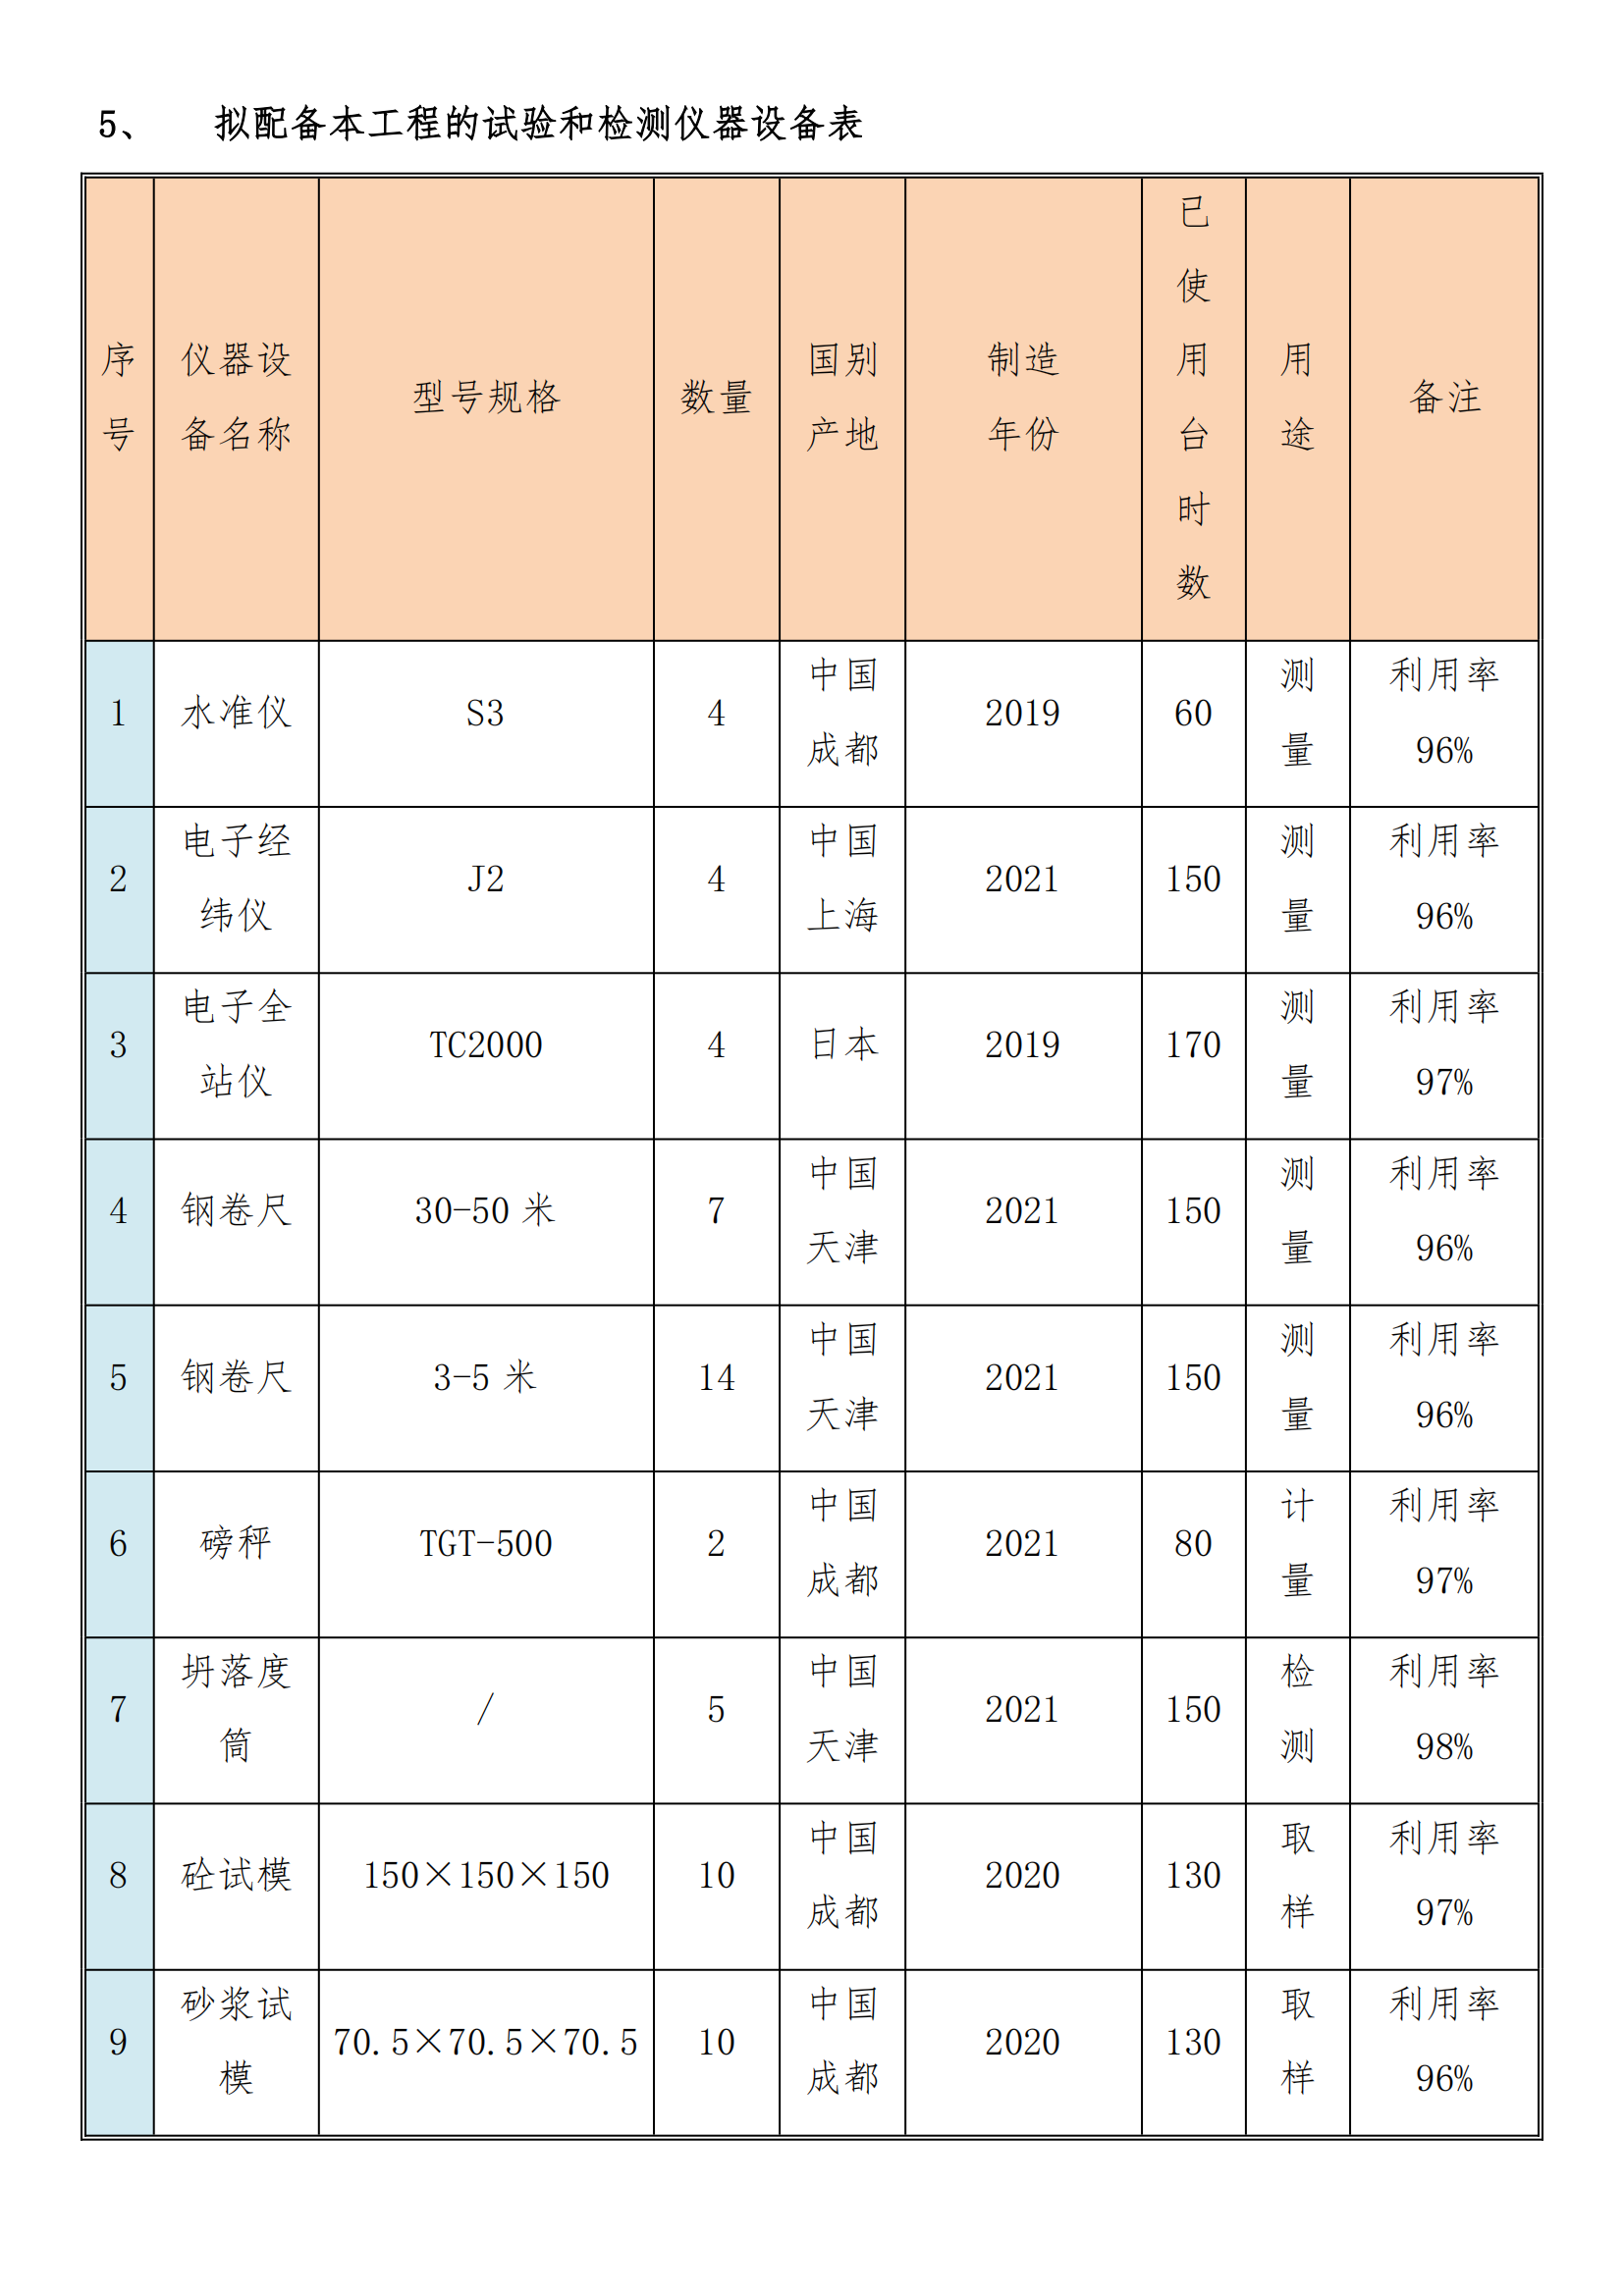 5、 拟配备本工程的试验和检测仪器设备表
序号 仪器设备名称 型号规格 数量 国别产地 制造年份 已使用台时数 用途 备注
1 水准仪 S3 4 中国成都 2019 60 测量 利用率96%
2 电子经纬仪 J2 4 中国上海 2021 150 测量 利用率96%
3 电子全站仪 TC2000 4 日本 2019 170 测量 利用率97%
4 钢卷尺 30-50 米 7 中国天津 2021 150 测量 利用率96%
5 钢卷尺 3-5 米 14 中国天津 2021 150 测量 利用率96%
6 磅秤 TGT-500 2 中国成都 2021 80 计量 利用率97%
7 坍落度筒 / 5 中国天津 2021 150 检测 利用率98%
8 砼试模 150×150×150 10 中国成都 2020 130 取样 利用率97%
9 砂浆试模 70.5×70.5×70.5 10 中国成都 2020 130 取样 利用率96%